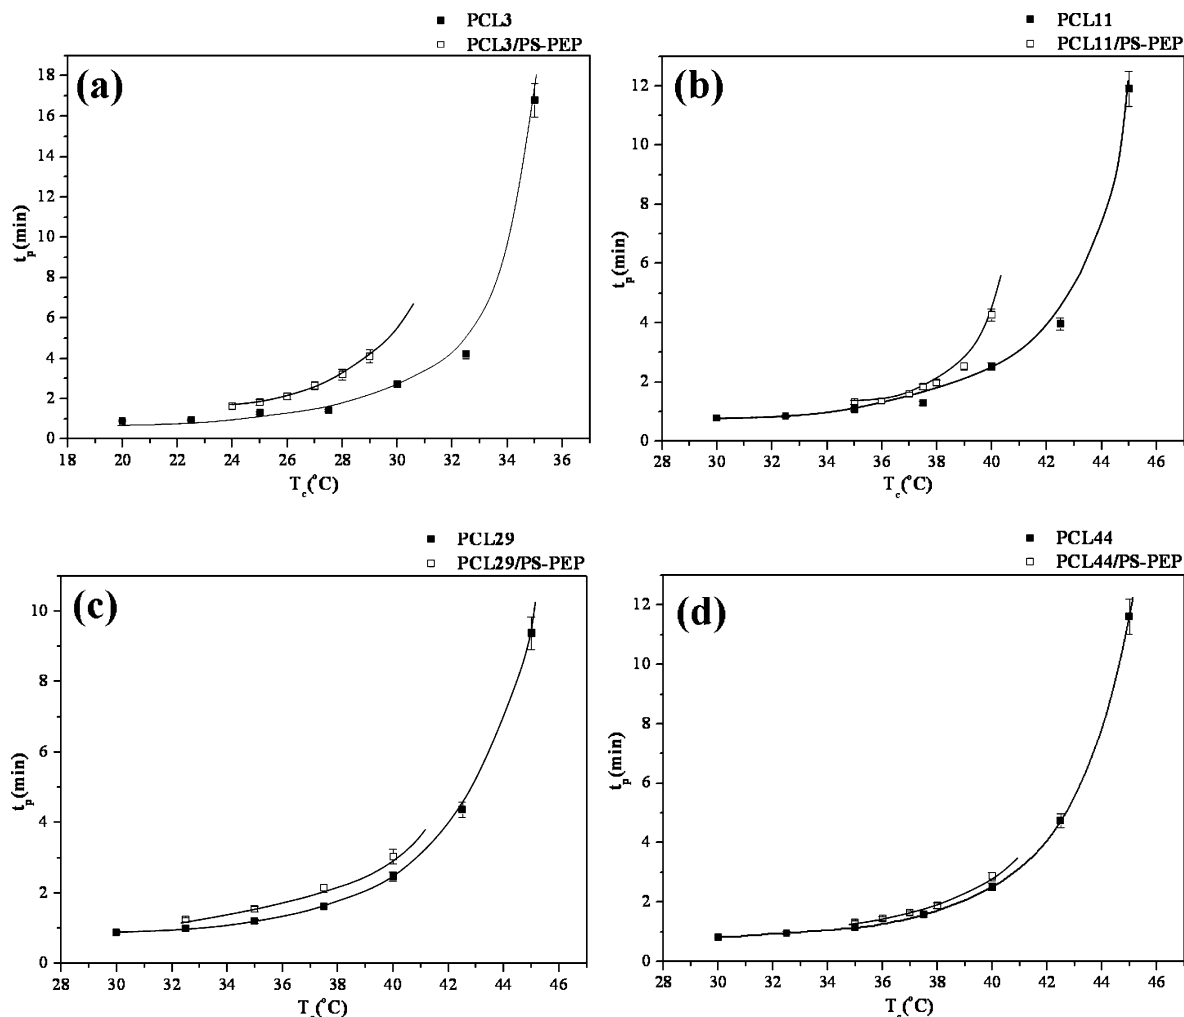 PCL3
PCL3/PS-PEP
(a)
18
16
14
12
10
8
6
4
2
0
t_p(min)
18 20 22 24 26 28 30 32 34 36
T_c(°C)
PCL11
PCL11/PS-PEP
(b)
12
10
8
6
4
2
0
t_p(min)
28 30 32 34 36 38 40 42 44 46
T_c(°C)
PCL29
PCL29/PS-PEP
(c)
10
8
6
4
2
0
t_p(min)
28 30 32 34 36 38 40 42 44 46
T_c(°C)
PCL44
PCL44/PS-PEP
(d)
12
10
8
6
4
2
0
t_p(min)
28 30 32 34 36 38 40 42 44 46
T_c(°C)